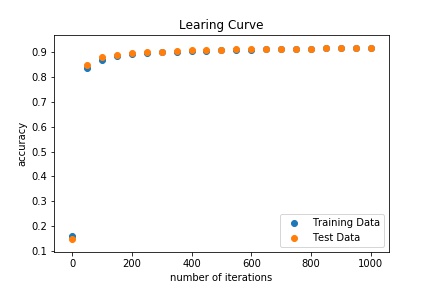 Learing Curve
0.9
0.8
0.7
0.6
0.5
0.4
0.3
0.2
0.1
accuracy
0 200 400 600 800 1000
number of iterations
Training Data
Test Data